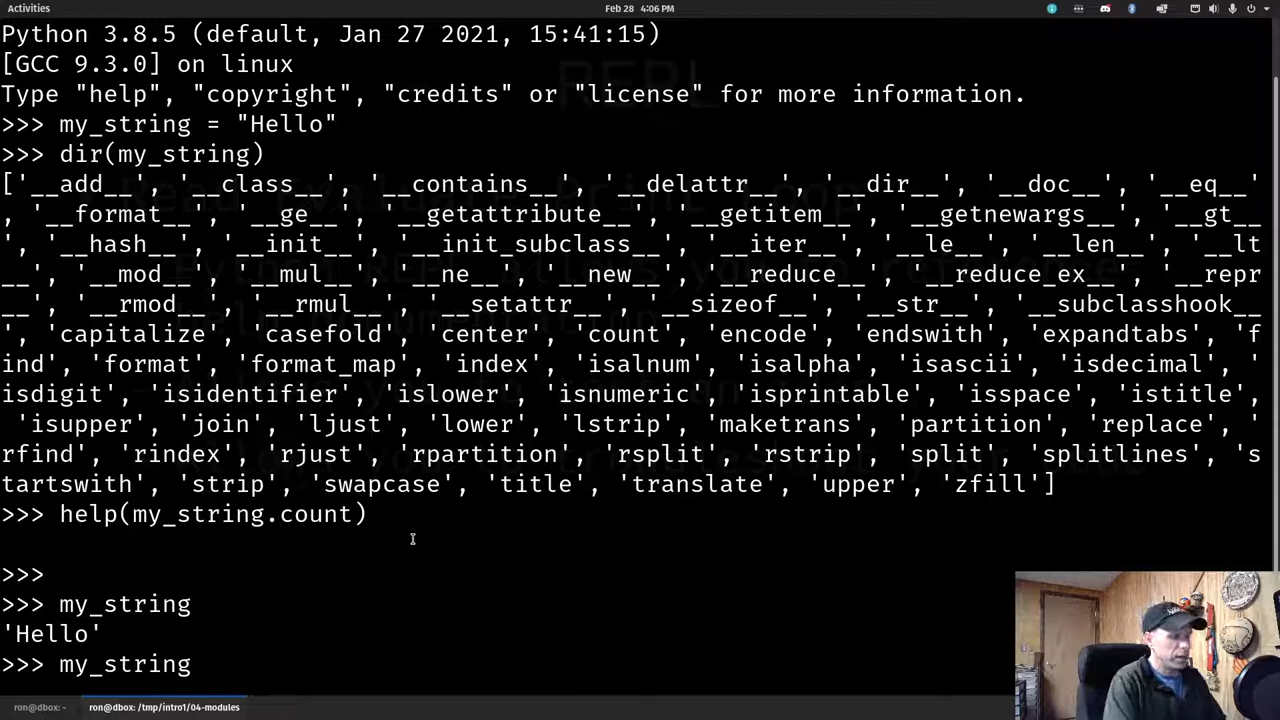 Activities
Feb 28 4:06 PM
Python 3.8.5 (default, Jan 27 2021, 15:41:15)
[GCC 9.3.0] on linux
Type "help", "copyright", "credits" or "license" for more information.
>>> my_string = "Hello"
>>> dir(my_string)
['__add__', '__class__', '__contains__', '__delattr__', '__dir__', '__doc__', '__eq__'
, '__format__', '__ge__', '__getattribute__', '__getitem__', '__getnewargs__', '__gt__
', '__hash__', '__init__', '__init_subclass__', '__iter__', '__le__', '__len__', '__lt
__', '__mod__', '__mul__', '__ne__', '__new__', '__reduce__', '__reduce_ex__', '__repr
__', '__rmod__', '__rmul__', '__setattr__', '__sizeof__', '__str__', '__subclasshook__
', 'capitalize', 'casefold', 'center', 'count', 'encode', 'endswith', 'expandtabs', 'f
ind', 'format', 'format_map', 'index', 'isalnum', 'isalpha', 'isascii', 'isdecimal', '
isdigit', 'isidentifier', 'islower', 'isnumeric', 'isprintable', 'isspace', 'istitle',
'isupper', 'join', 'ljust', 'lower', 'lstrip', 'maketrans', 'partition', 'replace', '
rfind', 'rindex', 'rjust', 'rpartition', 'rsplit', 'rstrip', 'split', 'splitlines', 's
tartswith', 'strip', 'swapcase', 'title', 'translate', 'upper', 'zfill']
>>> help(my_string.count)
>>>
>>> my_string
'Hello'
>>> my_string
ron@dbox: ~
ron@dbox: /tmp/intro1/04-modules